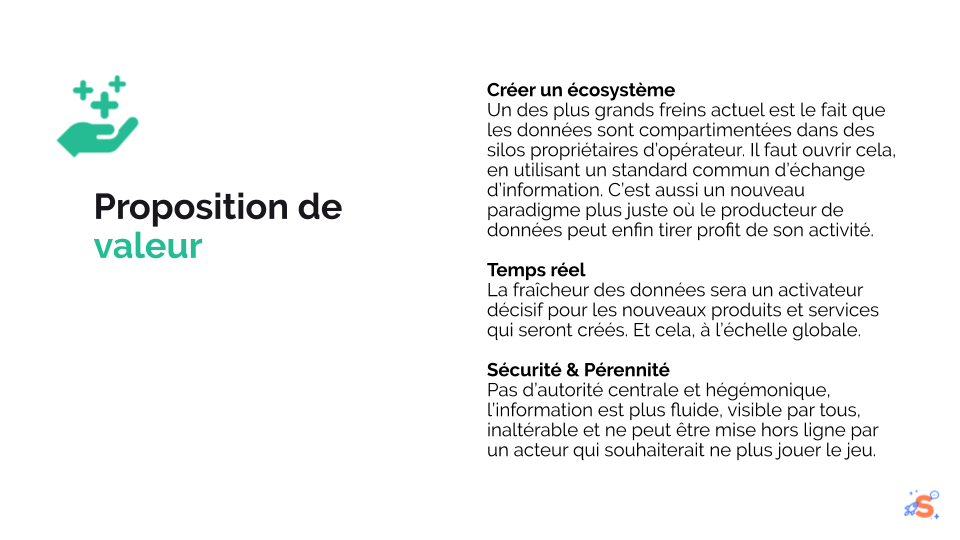 Proposition de
valeur
Créer un écosystème
Un des plus grands freins actuel est le fait que
les données sont compartimentées dans des
silos propriétaires d'opérateur. Il faut ouvrir cela,
en utilisant un standard commun d'échange
d'information. C'est aussi un nouveau
paradigme plus juste où le producteur de
données peut enfin tirer profit de son activité.
Temps réel
La fraîcheur des données sera un activateur
décisif pour les nouveaux produits et services
qui seront créés. Et cela, à l'échelle globale.
Sécurité & Pérennité
Pas d'autorité centrale et hégémonique,
l'information est plus fluide, visible par tous,
inaltérable et ne peut être mise hors ligne par
un acteur qui souhaiterait ne plus jouer le jeu.
S